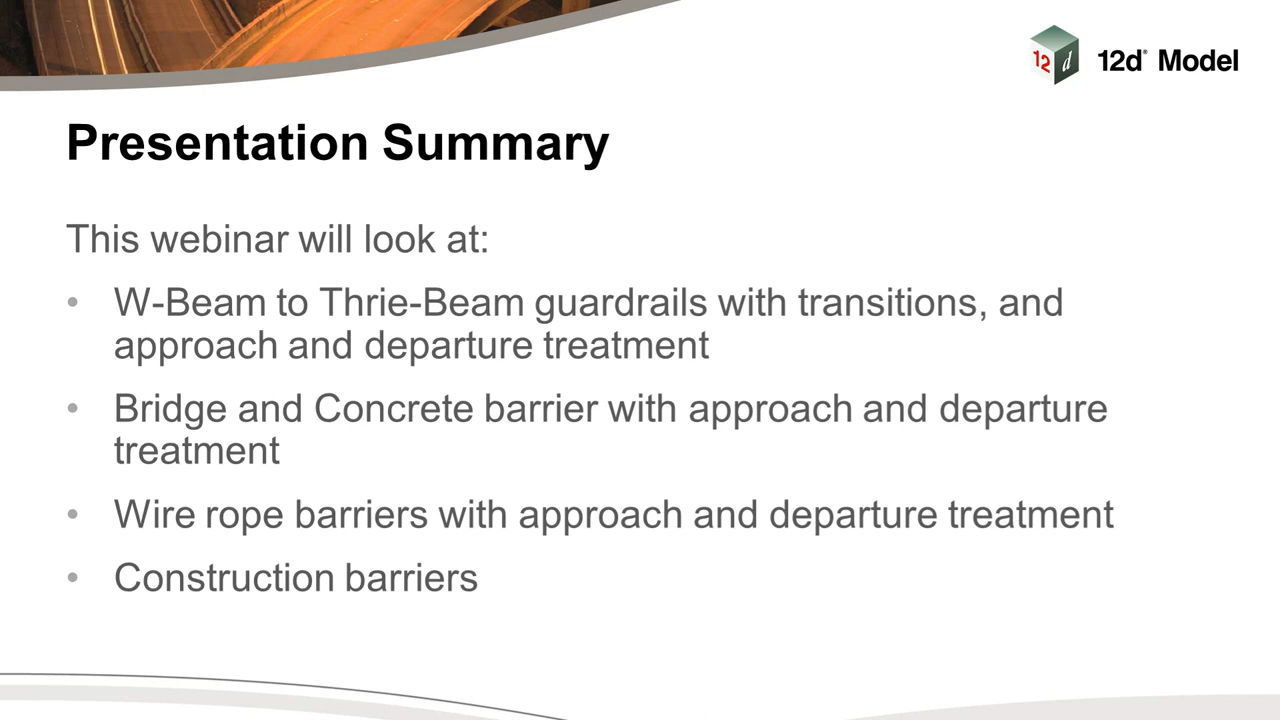 12d
12d® Model
Presentation Summary
This webinar will look at:
• W-Beam to Thrie-Beam guardrails with transitions, and
approach and departure treatment
• Bridge and Concrete barrier with approach and departure
treatment
• Wire rope barriers with approach and departure treatment
• Construction barriers